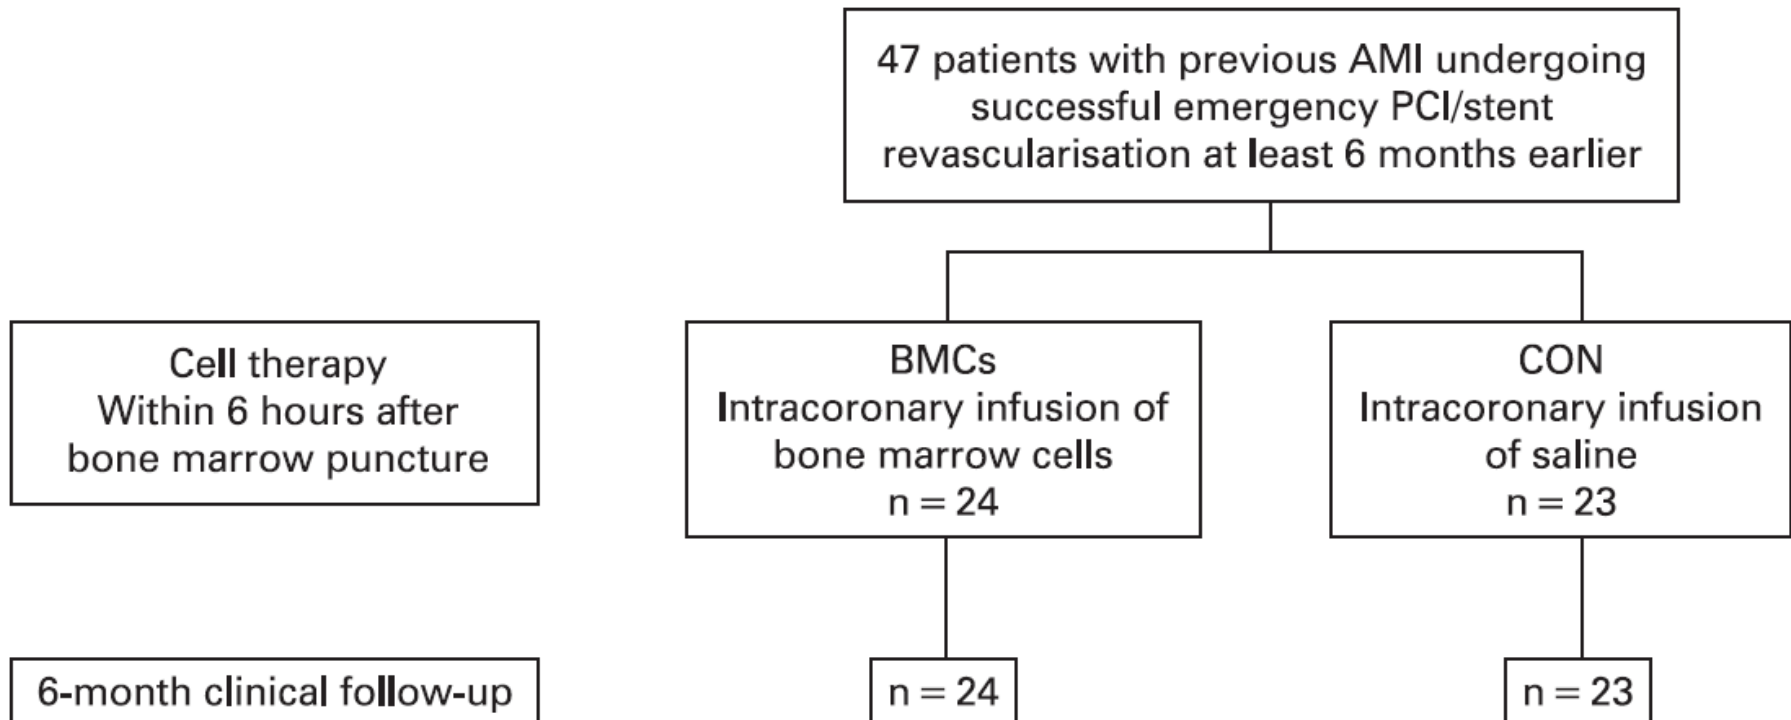 47 patients with previous AMI undergoing
successful emergency PCI/stent
revascularisation at least 6 months earlier
Cell therapy
Within 6 hours after
bone marrow puncture
BMCs
Intracoronary infusion of
bone marrow cells
n = 24
CON
Intracoronary infusion
of saline
n = 23
6-month clinical follow-up
n = 24
n = 23